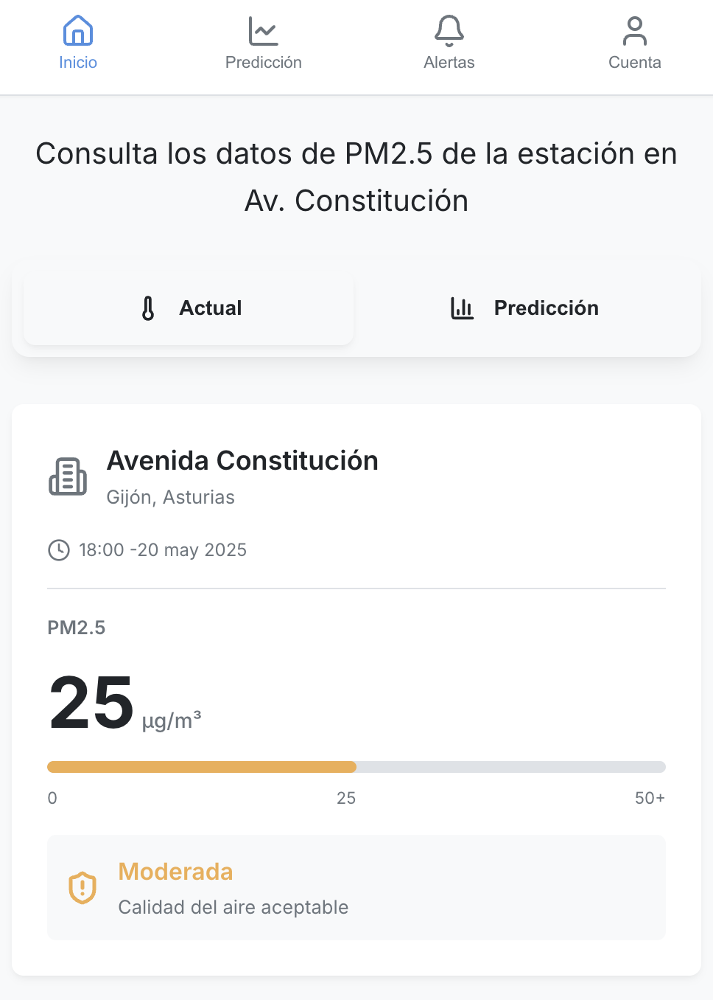 Inicio
Predicción
Alertas
Cuenta
Consulta los datos de PM2.5 de la estación en
Av. Constitución
Actual
Predicción
Avenida Constitución
Gijón, Asturias
18:00 -20 may 2025
PM2.5
25 µg/m³
0 25 50+
Moderada
Calidad del aire aceptable